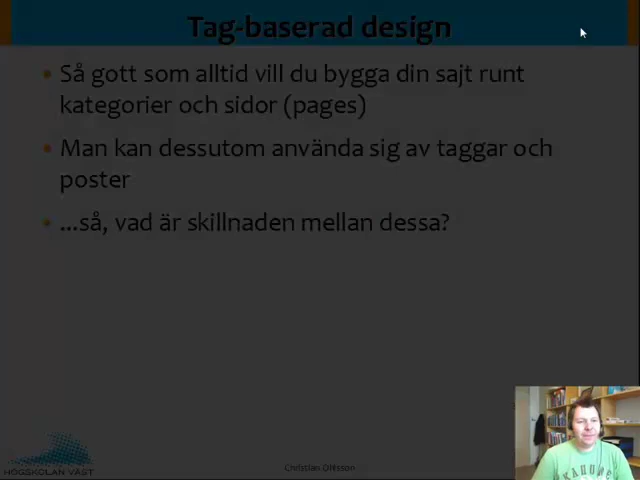 Tag-baserad design
• Så gott som alltid vill du bygga din sajt runt
kategorier och sidor (pages)
• Man kan dessutom använda sig av taggar och
poster
• ...så, vad är skillnaden mellan dessa?
HÖGSKOLAN VÄST
Christian Ohlsson